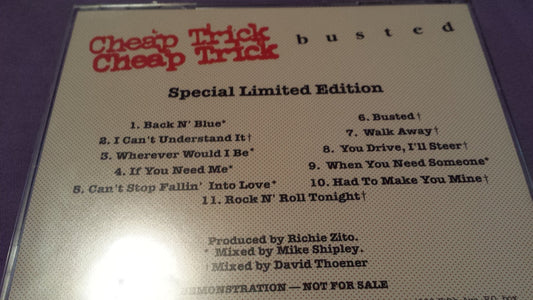 Cheap Trick busted
Cheap Trick
Special Limited Edition
1. Back N' Blue*
2. I Can't Understand It†
3. Wherever Would I Be*
4. If You Need Me*
5. Can't Stop Fallin' Into Love*
6. Busted†
7. Walk Away†
8. You Drive, I'll Steer†
9. When You Need Someone*
10. Had To Make You Mine†
11. Rock N' Roll Tonight†
Produced by Richie Zito.
* Mixed by Mike Shipley.
† Mixed by David Thoener
DEMONSTRATION — NOT FOR SALE